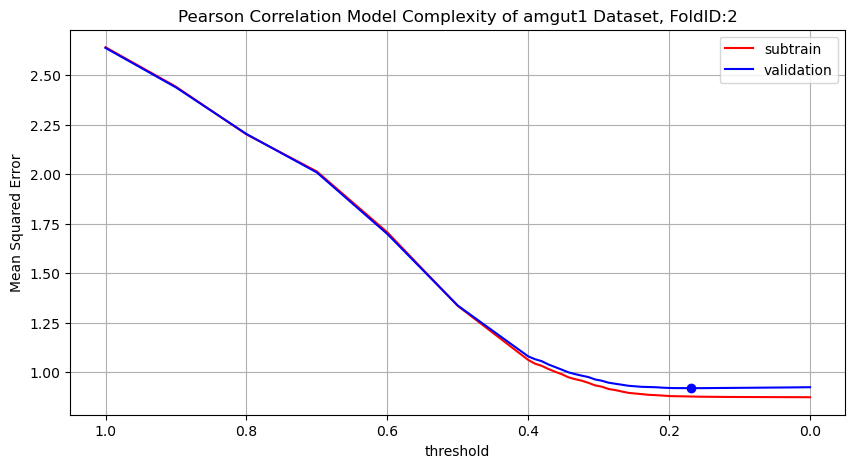 Pearson Correlation Model Complexity of amgut1 Dataset, FoldID:2
subtrain
validation
Mean Squared Error
2.50
2.25
2.00
1.75
1.50
1.25
1.00
1.0 0.8 0.6 0.4 0.2 0.0
threshold